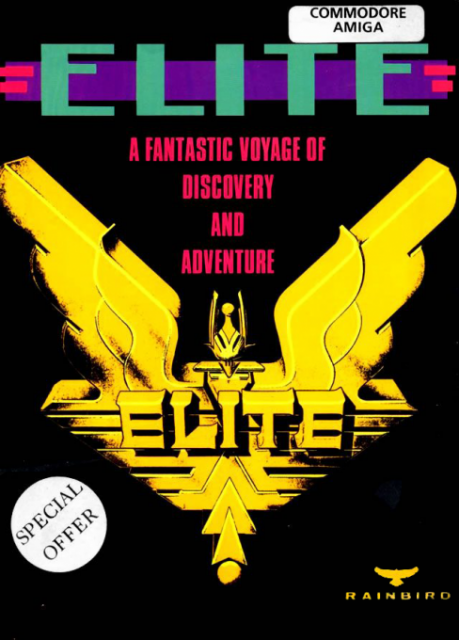 COMMODORE
AMIGA
ELITE
A FANTASTIC VOYAGE OF
DISCOVERY
AND
ADVENTURE
ELITE
SPECIAL
OFFER
RAINBIRD